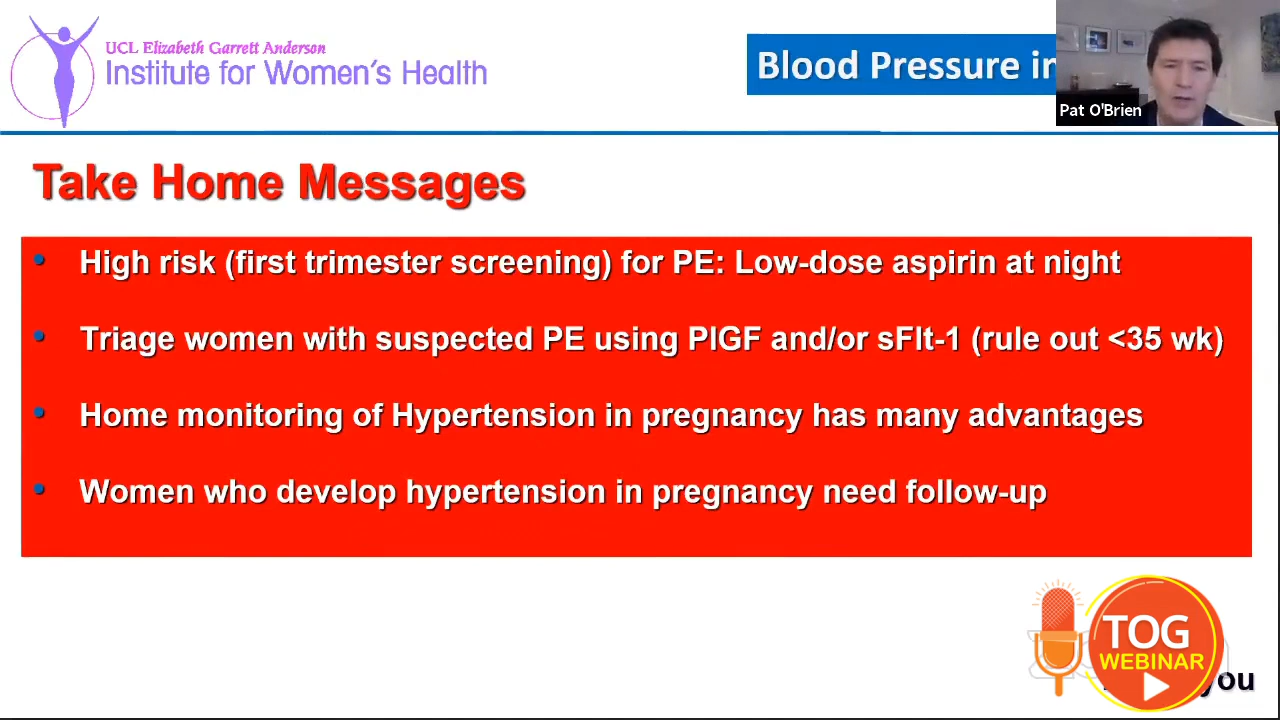 UCL Elizabeth Garrett Anderson
Institute for Women's Health
Blood Pressure in
Pat O'Brien
Take Home Messages
• High risk (first trimester screening) for PE: Low-dose aspirin at night
• Triage women with suspected PE using PlGF and/or sFlt-1 (rule out <35 wk)
• Home monitoring of Hypertension in pregnancy has many advantages
• Women who develop hypertension in pregnancy need follow-up
TOG
WEBINAR
you